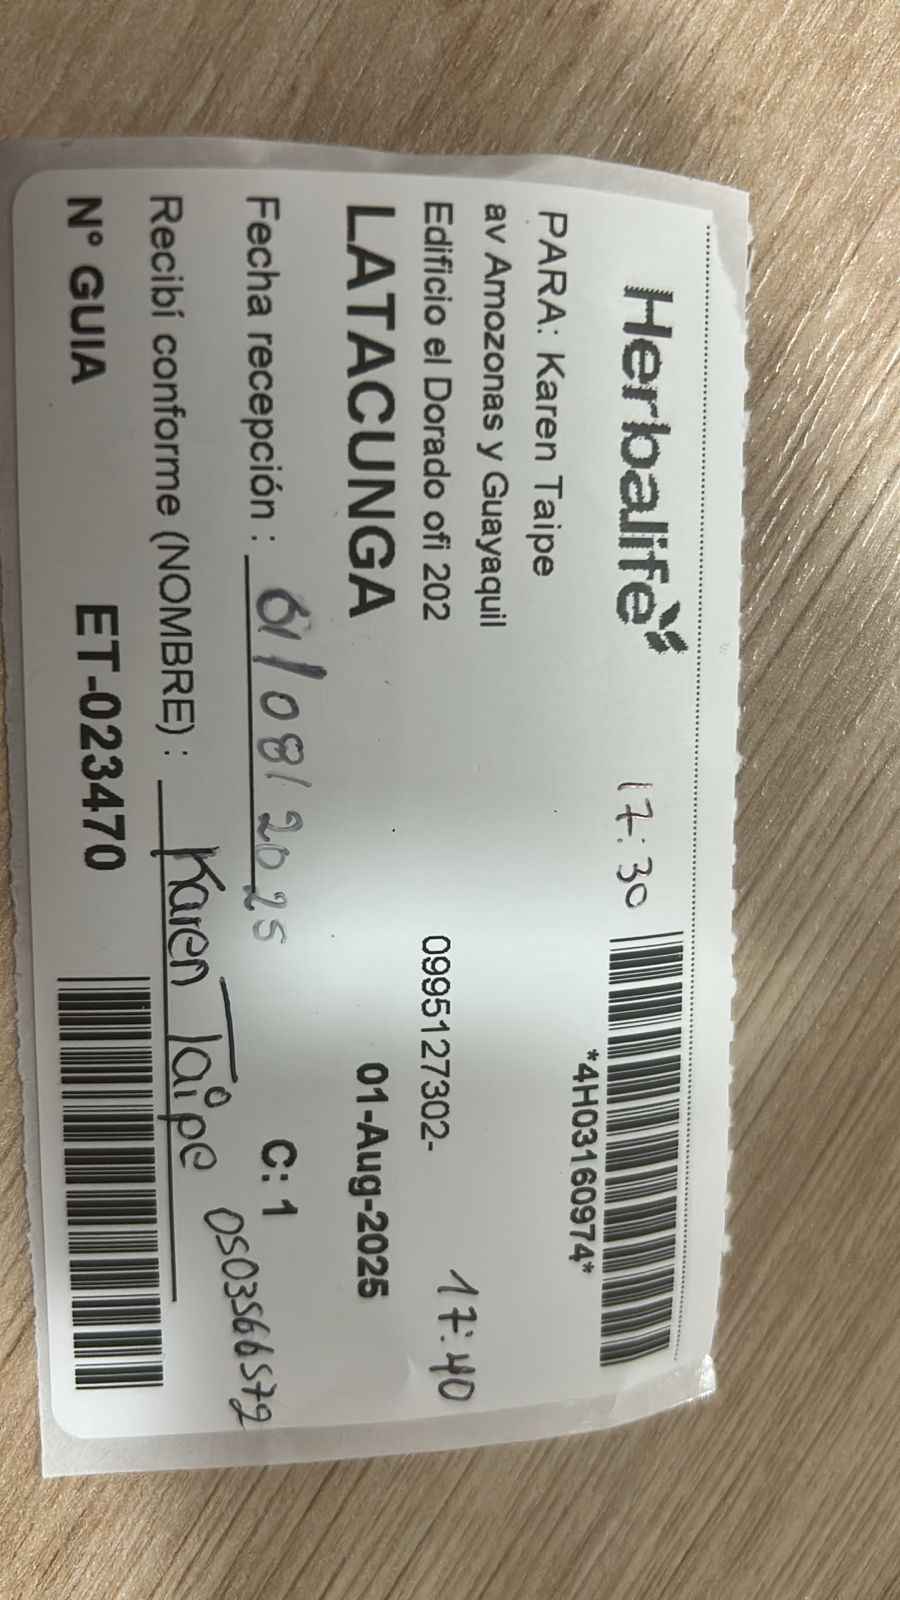 Herbalife
17:30
*4H03160974*
PARA: Karen Taipe
av Amozonas y Guayaquil
Edificio el Dorado ofi 202
0995127302-
17:40
LATACUNGA
01-Aug-2025
Fecha recepción : 01/08/2025
C: 1
Recibí conforme (NOMBRE) : Karen Taipe 0503566572
N° GUIA ET-023470